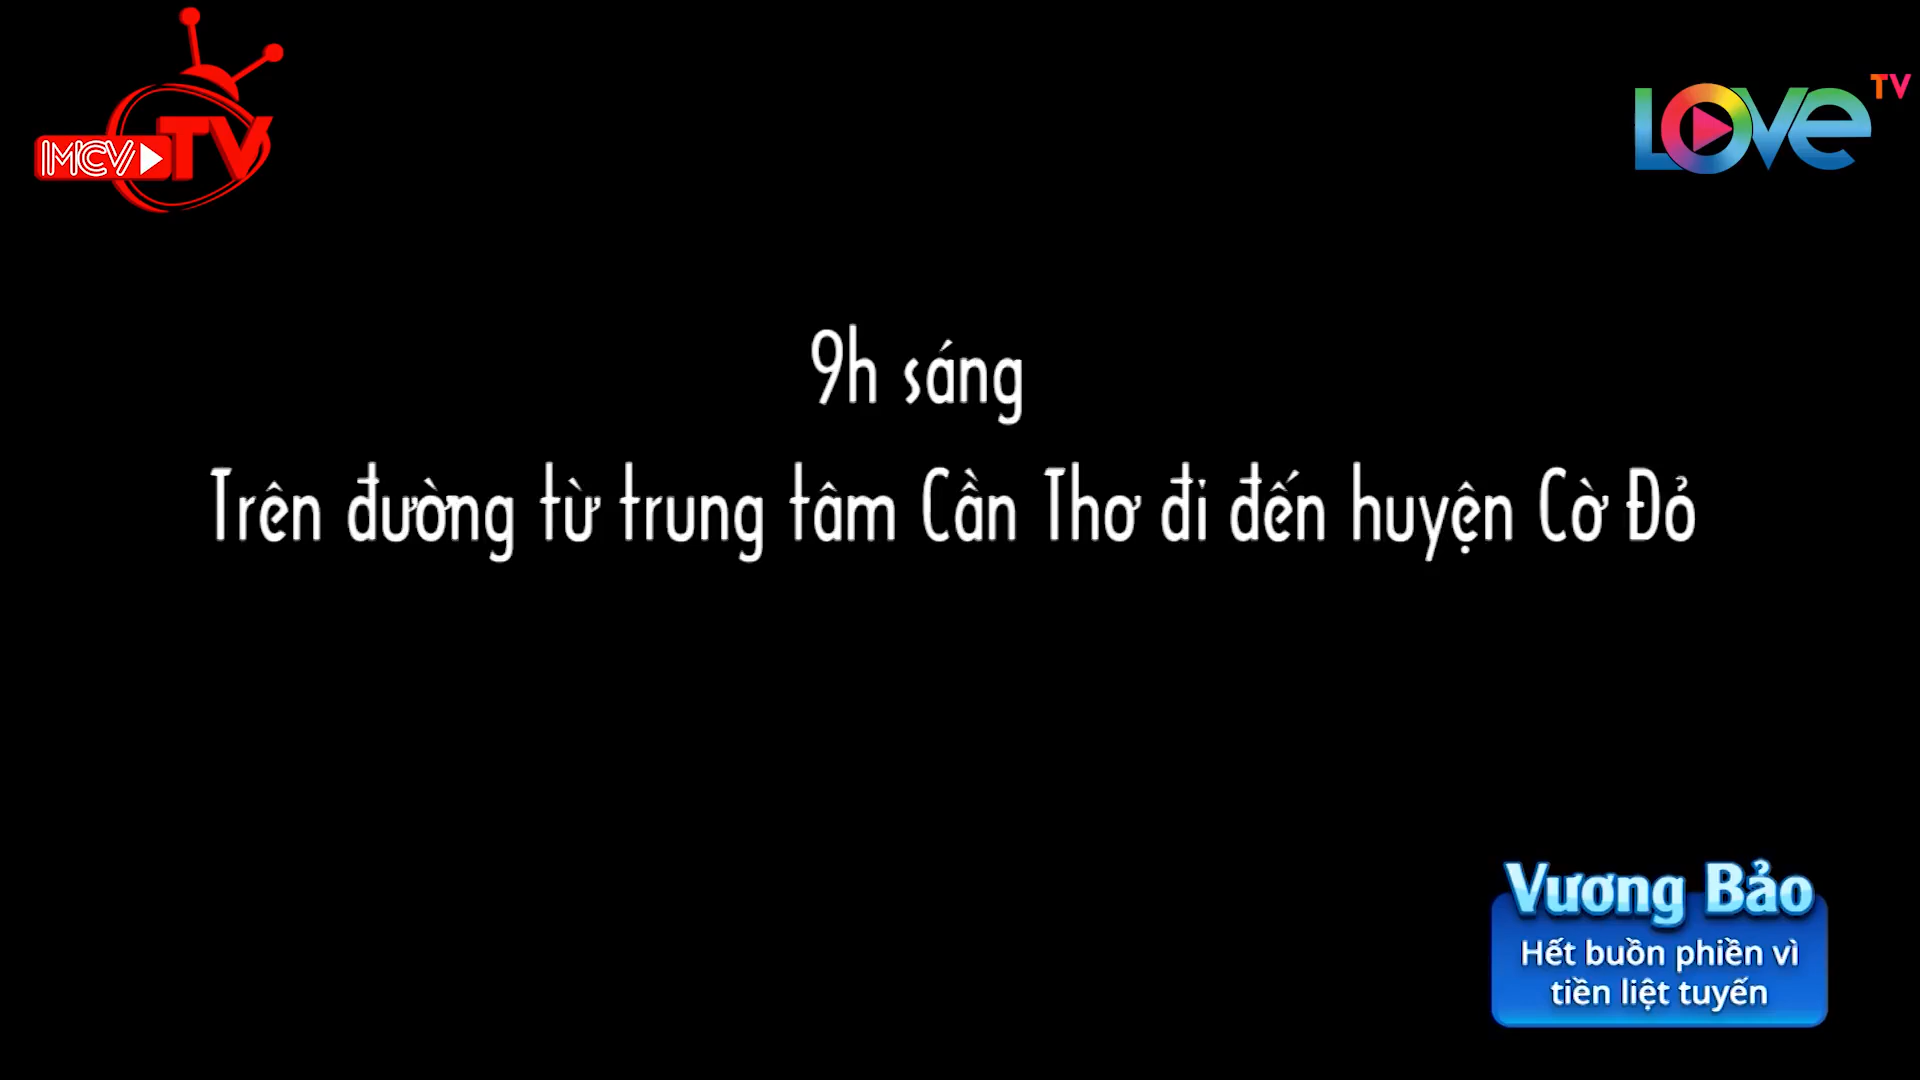 MCV TV
LOVE TV
9h sáng
Trên đường từ trung tâm Cần Thơ đi đến huyện Cờ Đỏ
Vương Bảo
Hết buồn phiền vì
tiền liệt tuyến